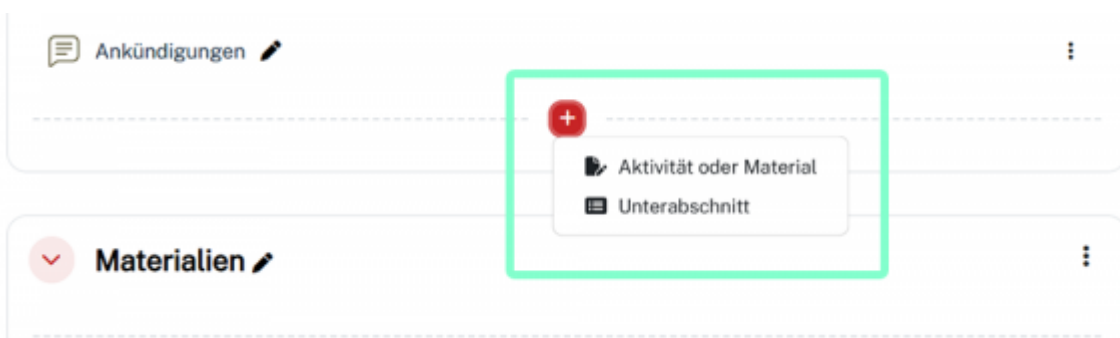 Ankündigungen
+
Aktivität oder Material
Unterabschnitt
Materialien